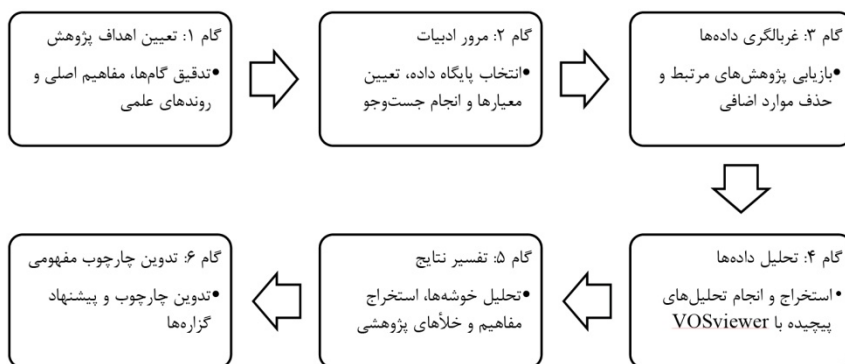 گام ۱: تعیین اهداف پژوهش
•تدقیق گام‌ها، مفاهیم اصلی و
روندهای علمی
گام ۲: مرور ادبیات
•انتخاب پایگاه داده، تعیین
معیارها و انجام جست‌وجو
گام ۳: غربالگری داده‌ها
•بازیابی پژوهش‌های مرتبط و
حذف موارد اضافی
گام ۴: تحلیل داده‌ها
•استخراج و انجام تحلیل‌های
پیچیده با VOSviewer
گام ۵: تفسیر نتایج
•تحلیل خوشه‌ها، استخراج
مفاهیم و خلأهای پژوهشی
گام ۶: تدوین چارچوب مفهومی
•تدوین چارچوب و پیشنهاد
گزاره‌ها